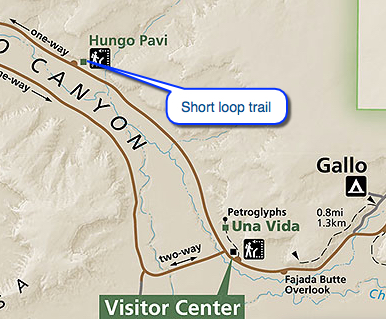 one-way
Hungo Pavi
O CANYON
one-way
Short loop trail
Gallo
Petroglyphs
0.8mi
1.3km
Una Vida
two-way
Fajada Butte
Overlook
Ch
Visitor Center
A